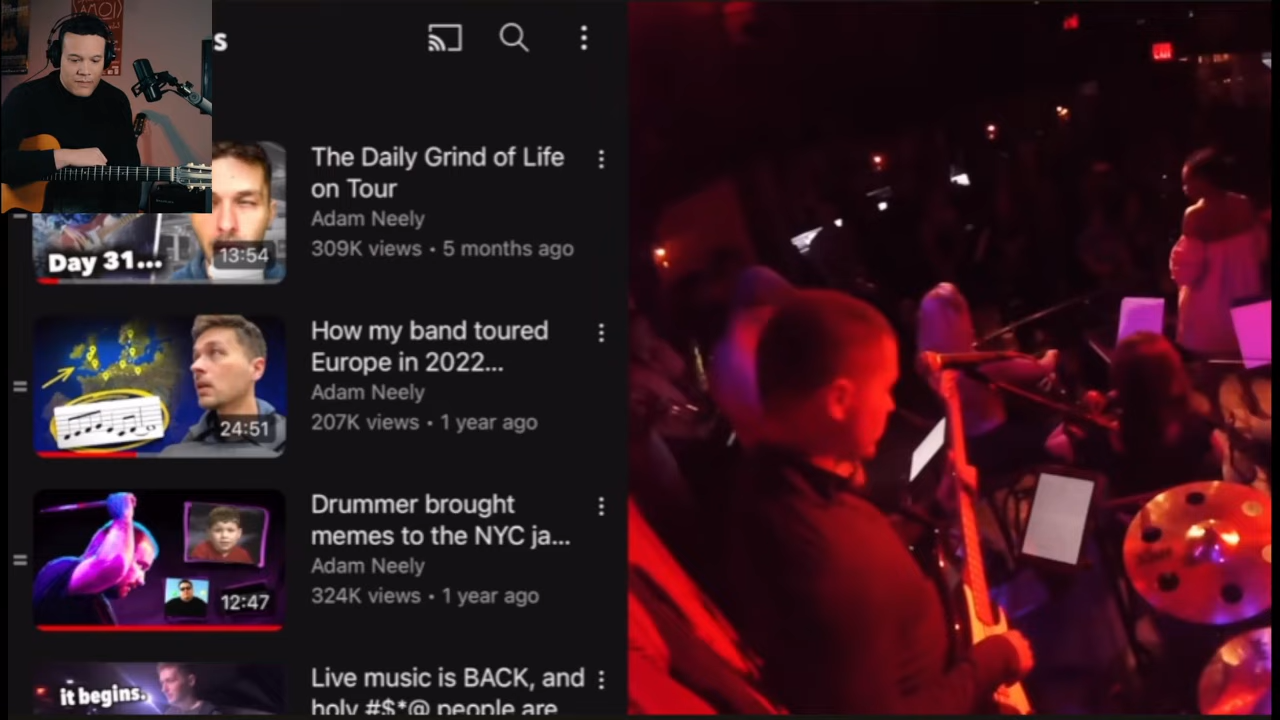 MOI
s
The Daily Grind of Life
on Tour
Adam Neely
309K views • 5 months ago
Day 31...
13:54
How my band toured
Europe in 2022...
Adam Neely
207K views • 1 year ago
24:51
Drummer brought
memes to the NYC ja...
Adam Neely
324K views • 1 year ago
12:47
Live music is BACK, and
holy #$*@ people are
it begins.
EXIT